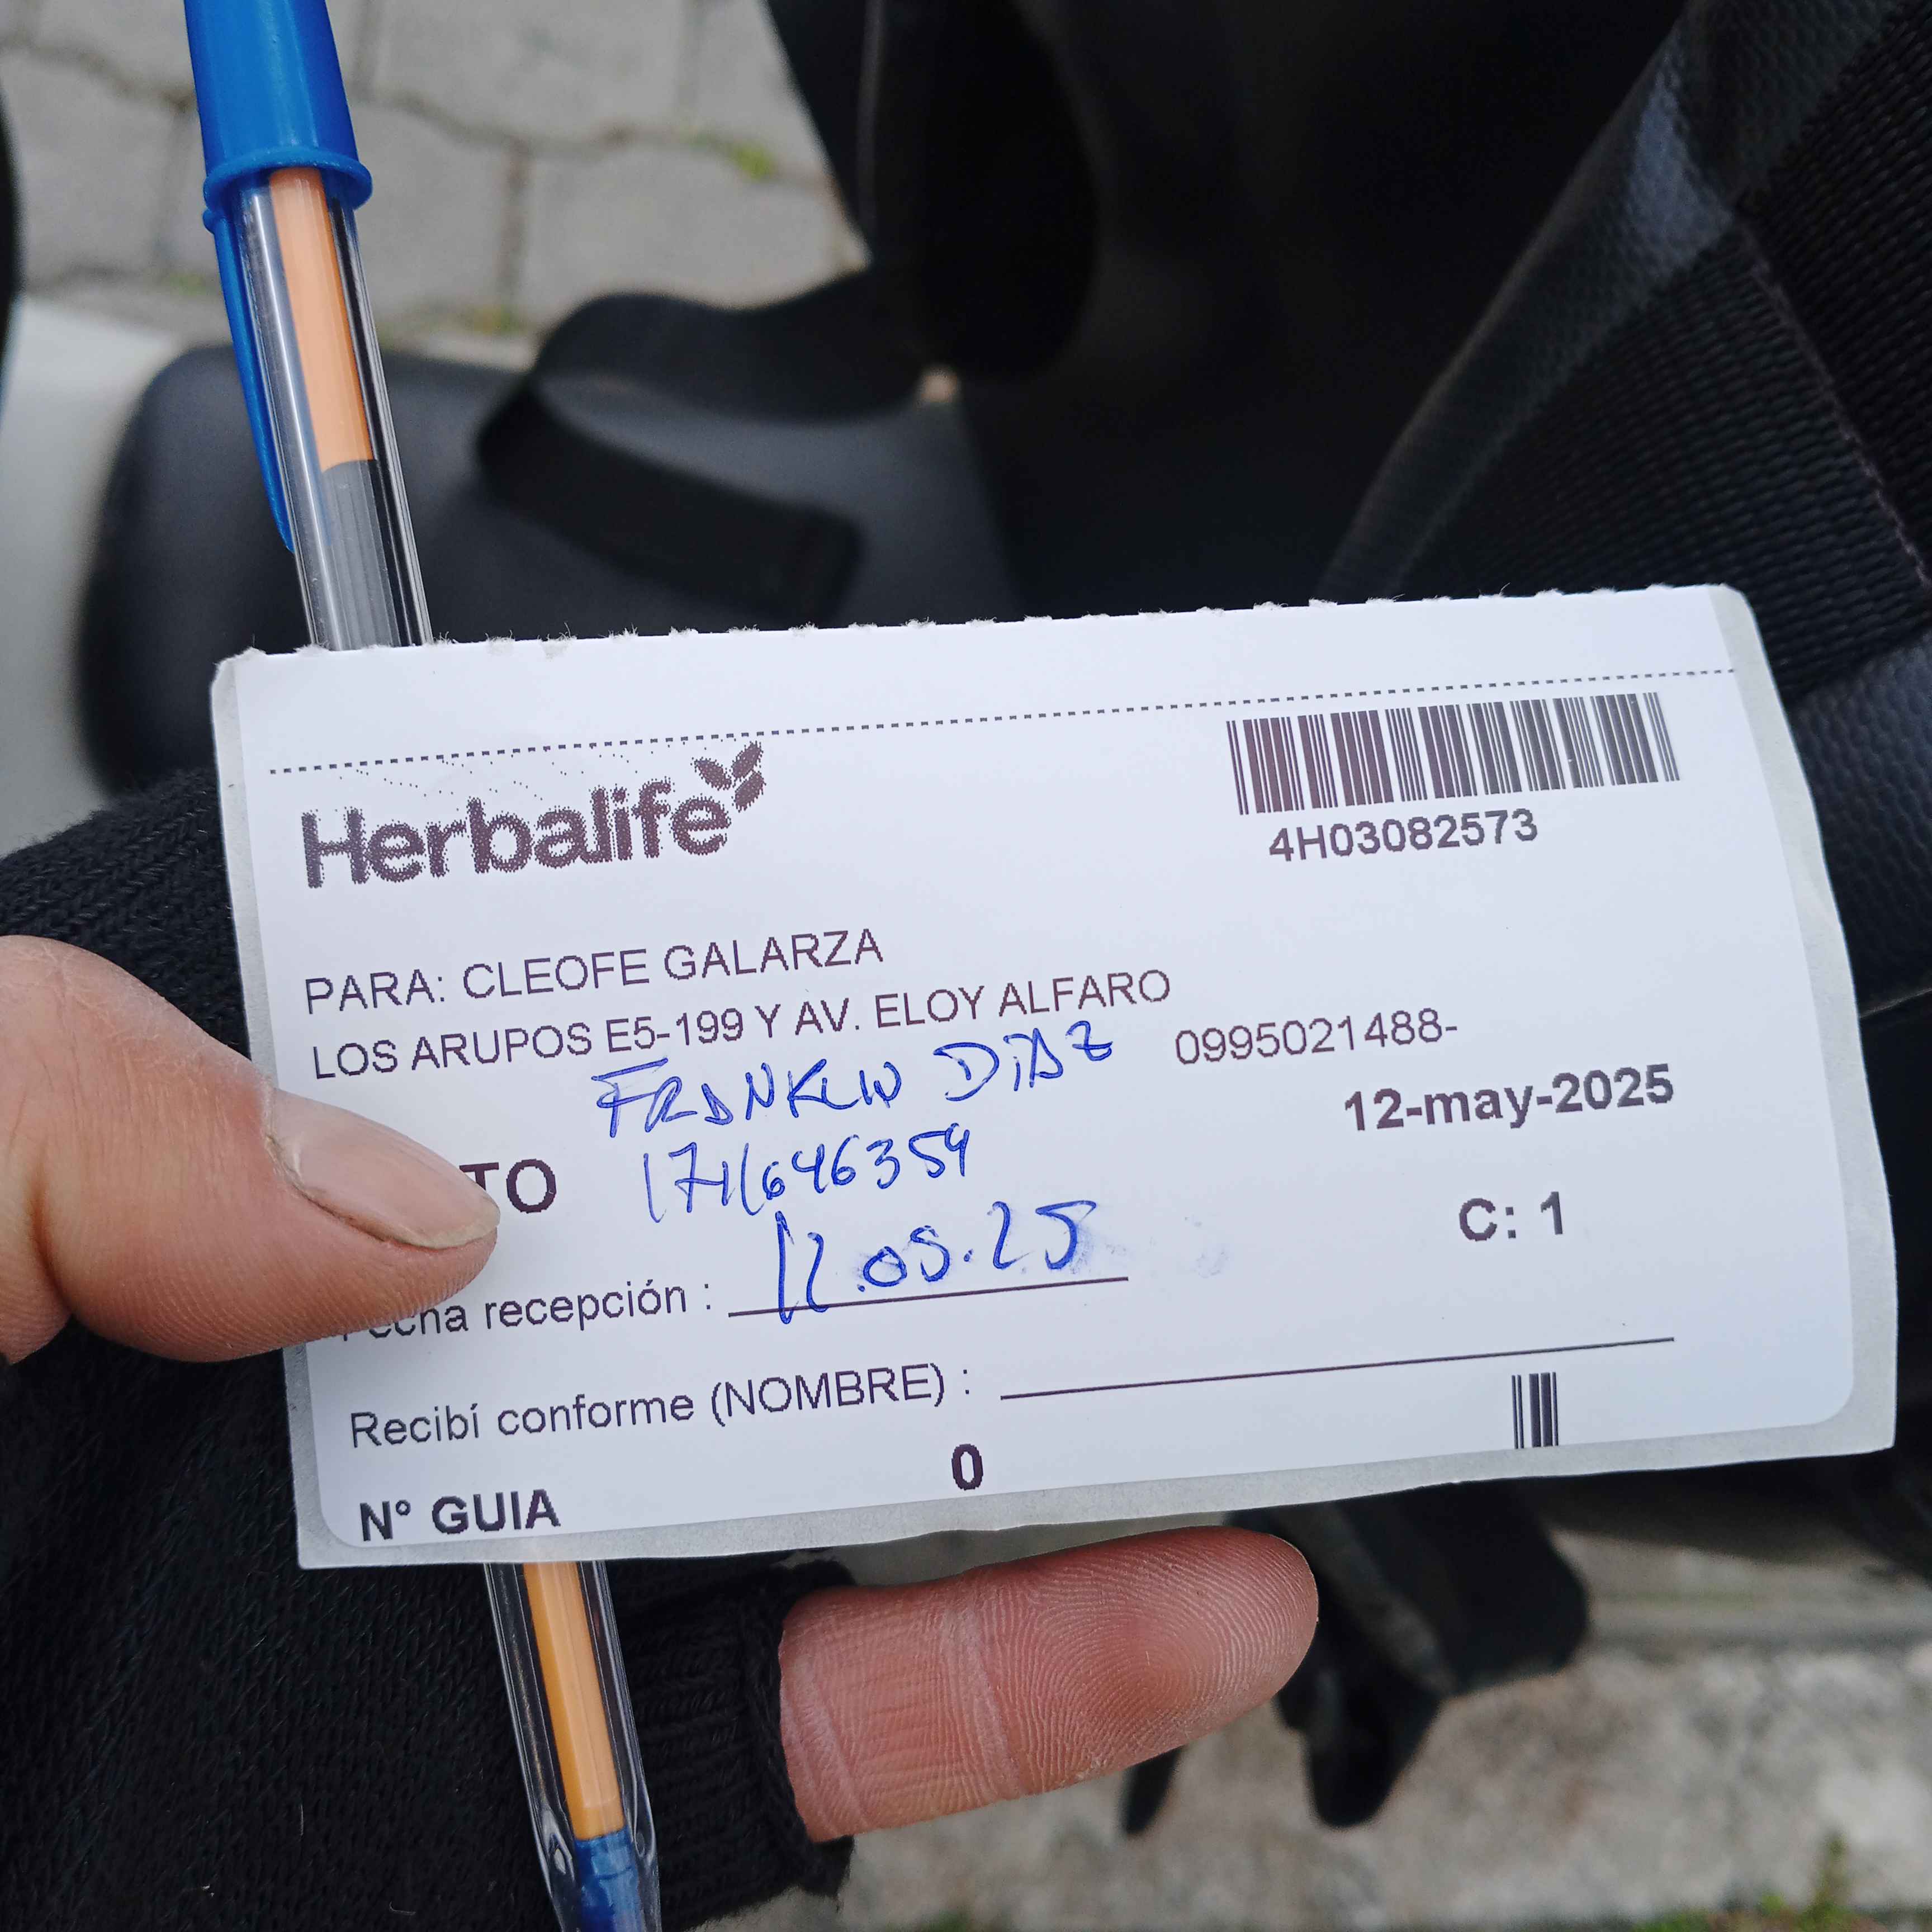 Herbalife
4H03082573
PARA: CLEOFE GALARZA
LOS ARUPOS E5-199 Y AV. ELOY ALFARO
0995021488-
FRANKLIN DIAZ
12-may-2025
TO
1711646359
C: 1
recepción : 12.05.25
Recibí conforme (NOMBRE) :
N° GUIA 0